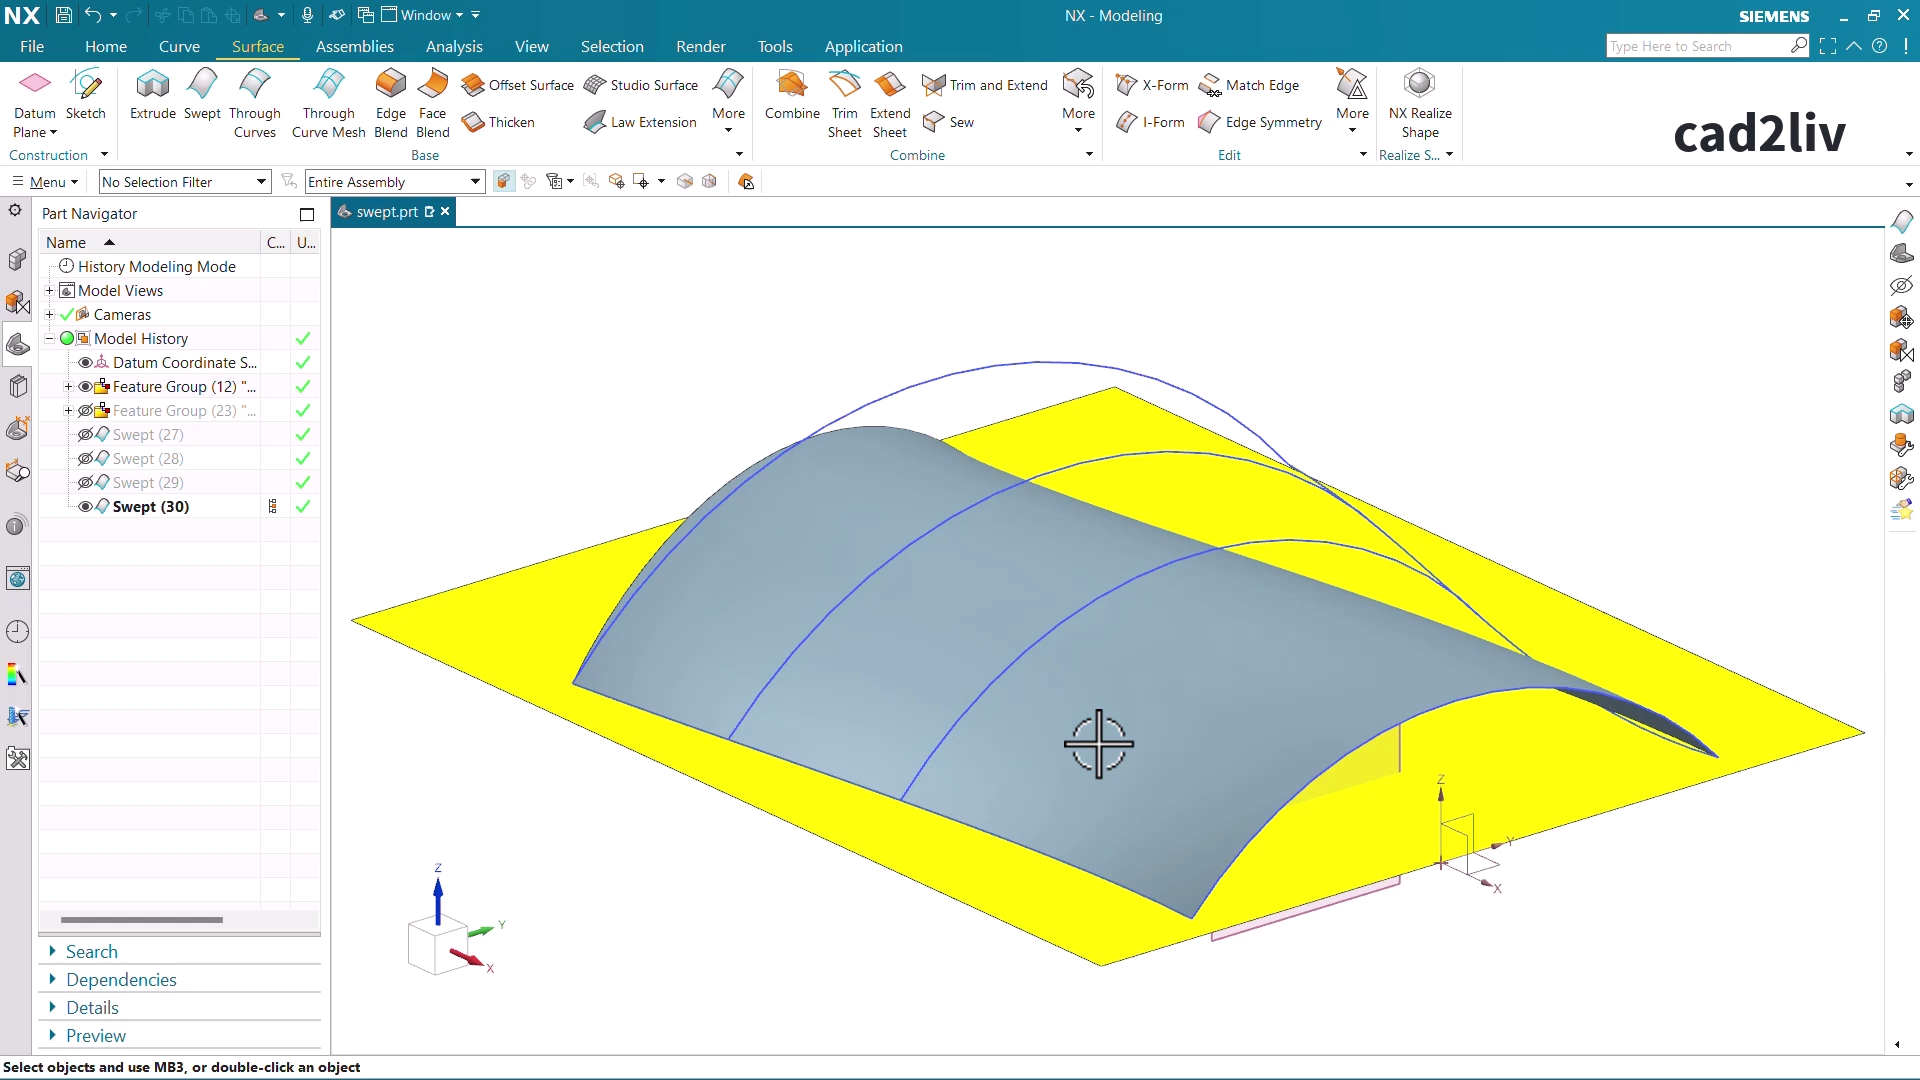 NX Window NX - Modeling SIEMENS
File Home Curve Surface Assemblies Analysis View Selection Render Tools Application Type Here to Search
Datum Plane Sketch Extrude Swept Through Curves Through Curve Mesh Edge Blend Face Blend Offset Surface Thicken Studio Surface Law Extension More Combine Trim Sheet Extend Sheet Trim and Extend Sew More X-Form I-Form Match Edge Edge Symmetry More NX Realize Shape
cad2liv
Construction Base Combine Edit Realize S...
Menu No Selection Filter Entire Assembly
Part Navigator swept.prt
Name C... U...
History Modeling Mode
Model Views
Cameras
Model History
Datum Coordinate S...
Feature Group (12) "...
Feature Group (23) "...
Swept (27)
Swept (28)
Swept (29)
Swept (30)
Z
Y
X
Z
Y
X
Search
Dependencies
Details
Preview
Select objects and use MB3, or double-click an object